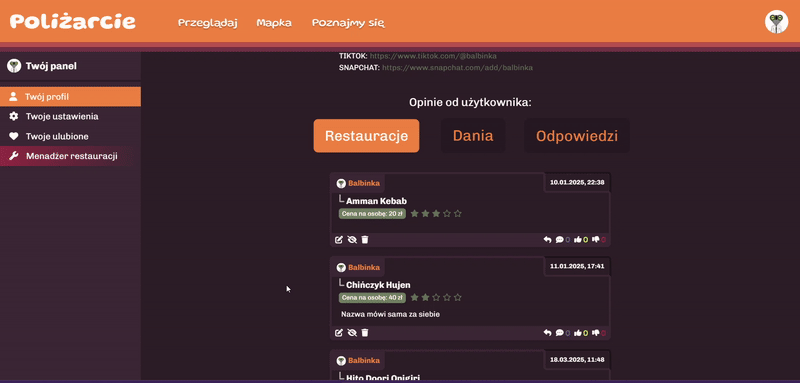 Poliżarcie
Przeglądaj
Mapka
Poznajmy się
Twój panel
Twój profil
Twoje ustawienia
Twoje ulubione
Menadżer restauracji
TIKTOK: https://www.tiktok.com/@balbinka
SNAPCHAT: https://www.snapchat.com/add/balbinka
Opinie od użytkownika:
Restauracje
Dania
Odpowiedzi
Balbinka
10.01.2025, 22:38
Amman Kebab
Cena na osobę: 20 zł
0 0 0
Balbinka
11.01.2025, 17:41
Chińczyk Hujen
Cena na osobę: 40 zł
Nazwa mówi sama za siebie
0 0 0
Balbinka
18.03.2025, 11:48
Hito Doori Onigiri